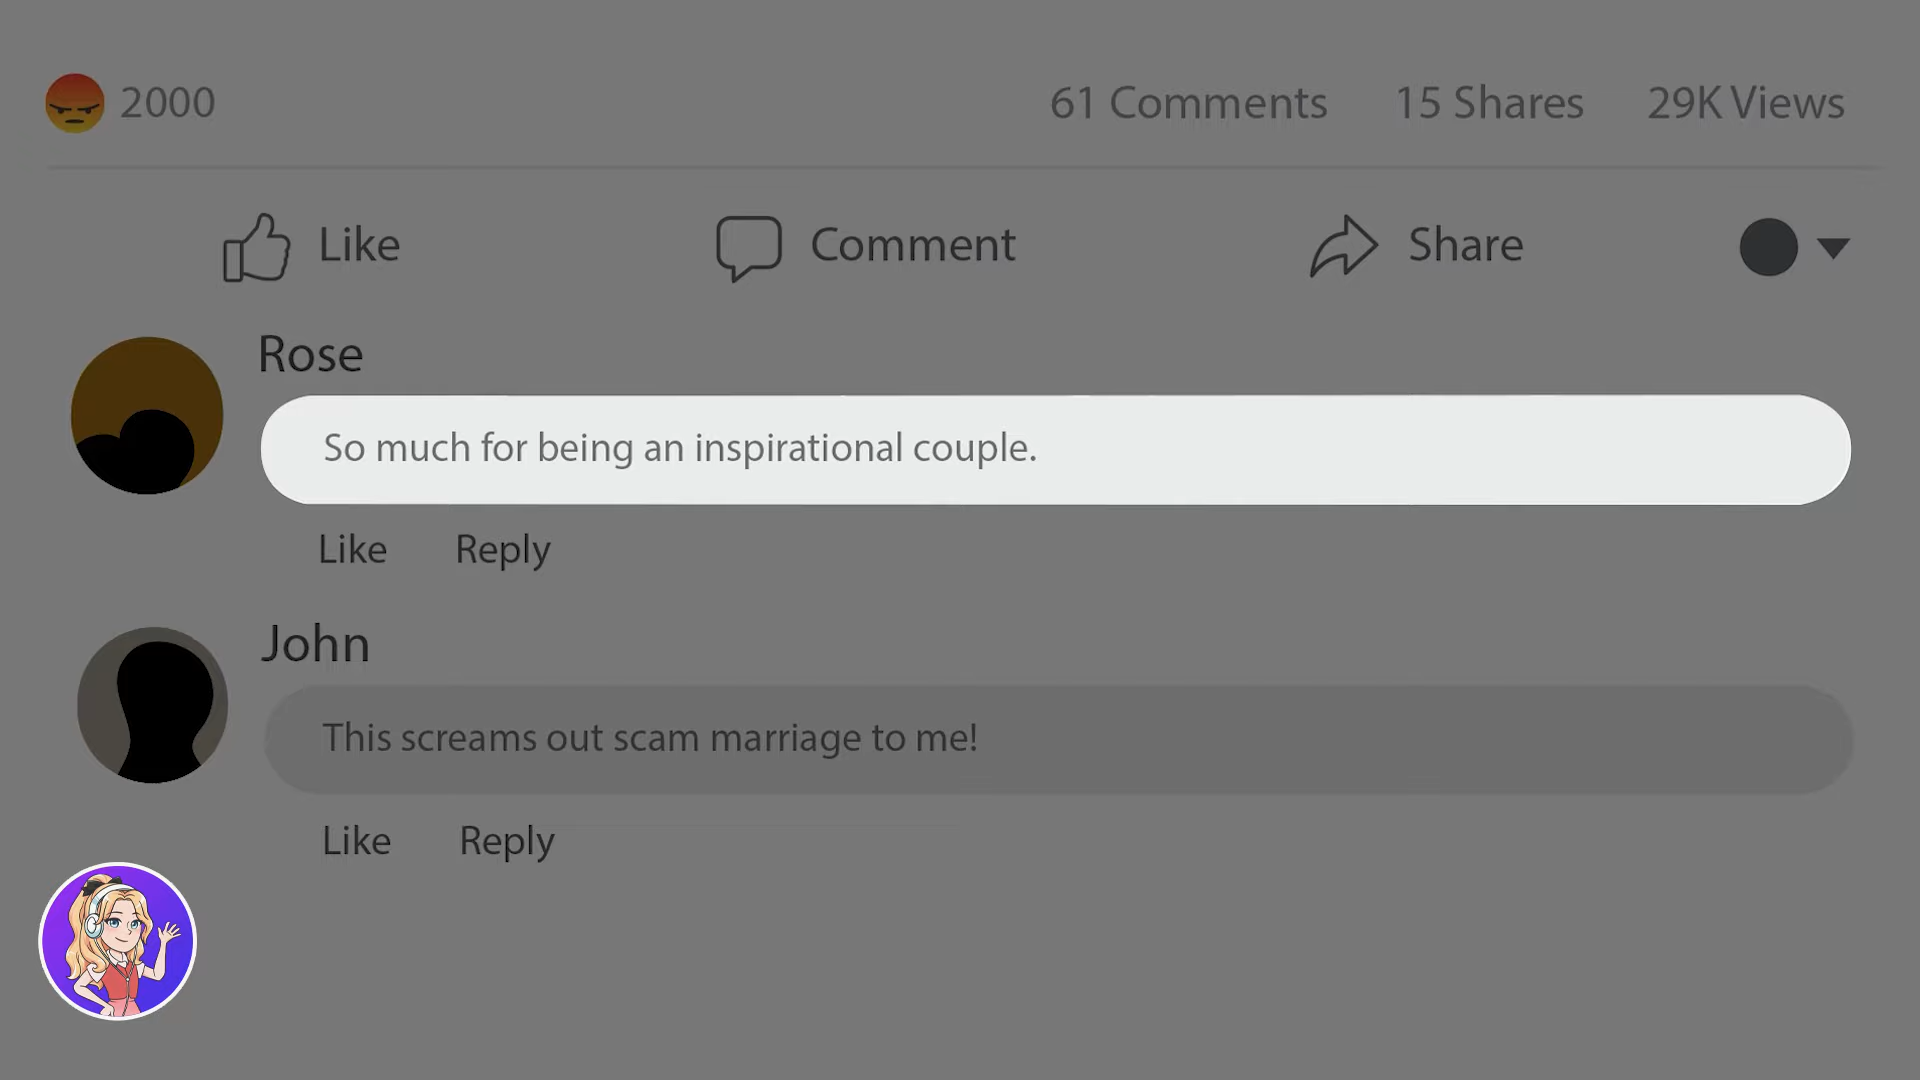 2000 61 Comments 15 Shares 29K Views
Like Comment Share
Rose
So much for being an inspirational couple.
Like Reply
John
This screams out scam marriage to me!
Like Reply